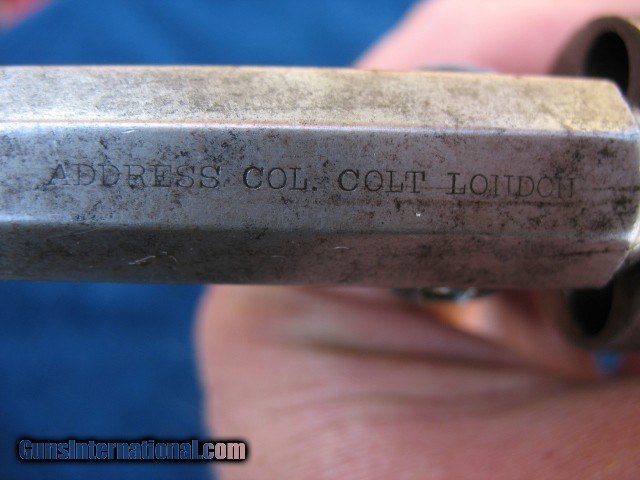 ADDRESS COL. COLT LONDON
GunsInternational.com